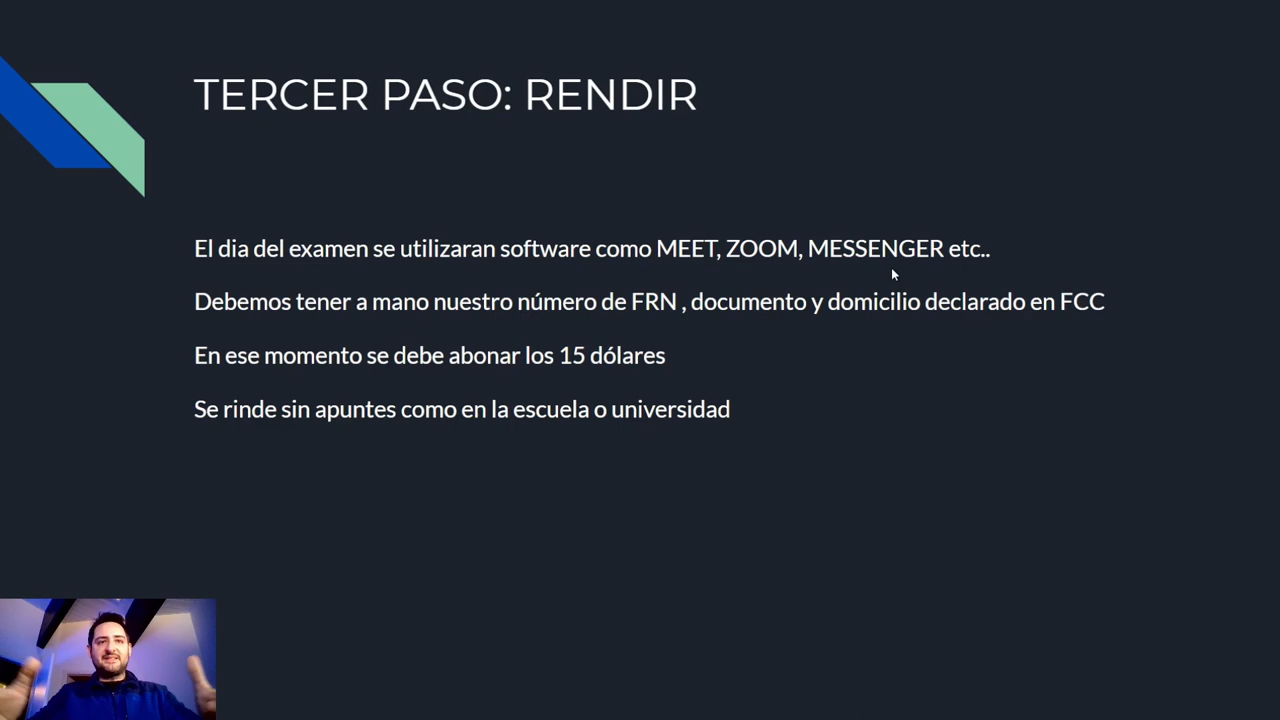 TERCER PASO: RENDIR
El dia del examen se utilizaran software como MEET, ZOOM, MESSENGER etc..
Debemos tener a mano nuestro número de FRN , documento y domicilio declarado en FCC
En ese momento se debe abonar los 15 dólares
Se rinde sin apuntes como en la escuela o universidad